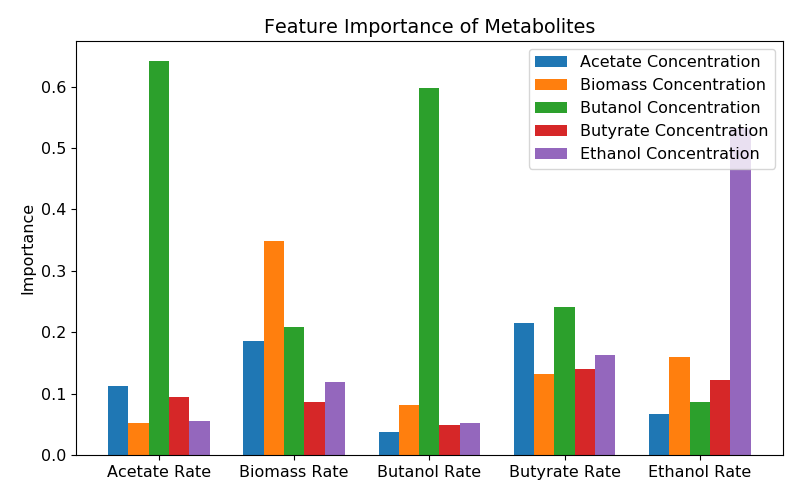 Feature Importance of Metabolites
Acetate Concentration
Biomass Concentration
Butanol Concentration
Butyrate Concentration
Ethanol Concentration
Importance
0.6
0.5
0.4
0.3
0.2
0.1
0.0
Acetate Rate
Biomass Rate
Butanol Rate
Butyrate Rate
Ethanol Rate